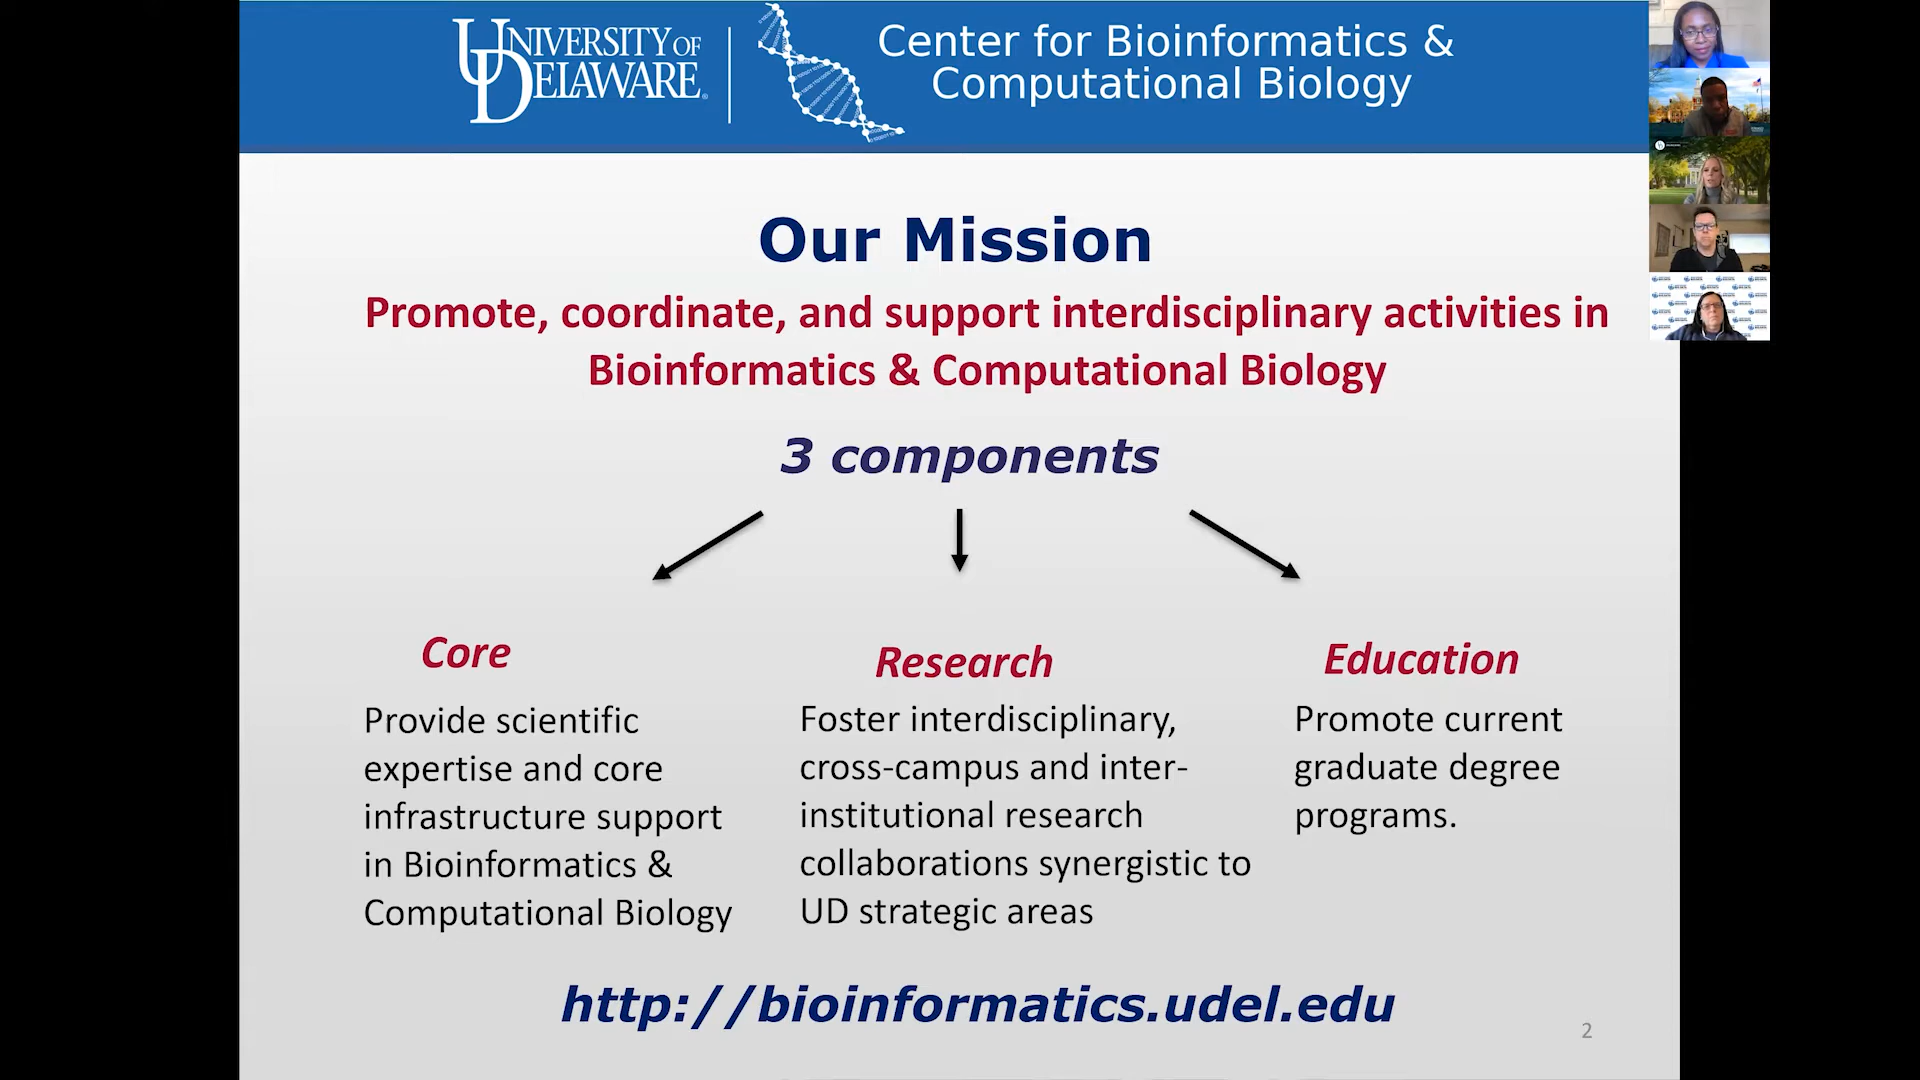 UNIVERSITY OF
DELAWARE
Center for Bioinformatics &
Computational Biology
Our Mission
Promote, coordinate, and support interdisciplinary activities in
Bioinformatics & Computational Biology
3 components
Core
Provide scientific
expertise and core
infrastructure support
in Bioinformatics &
Computational Biology
Research
Foster interdisciplinary,
cross-campus and inter-
institutional research
collaborations synergistic to
UD strategic areas
Education
Promote current
graduate degree
programs.
http://bioinformatics.udel.edu
2